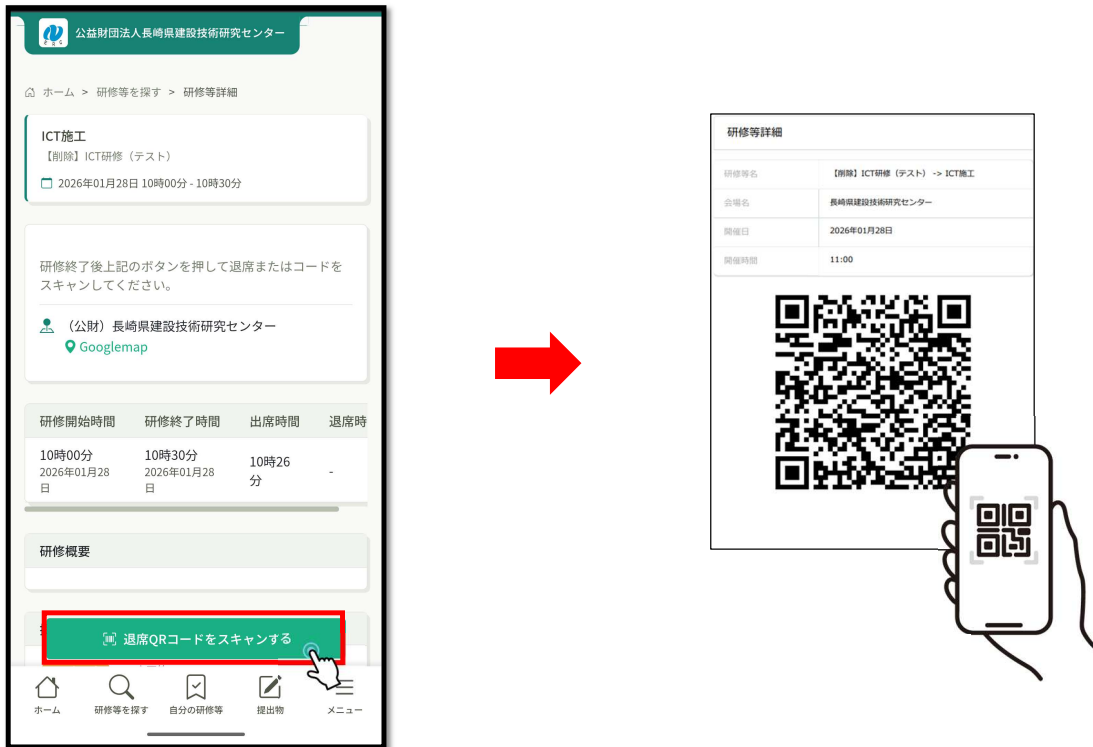 公益財団法人長崎県建設技術研究センター
ホーム > 研修等を探す > 研修等詳細
ICT施工
【削除】ICT研修（テスト）
2026年01月28日 10時00分 - 10時30分
研修終了後上記のボタンを押して退席またはコードを
スキャンしてください。
（公財）長崎県建設技術研究センター
Googlemap
研修開始時間 研修終了時間 出席時間 退席時
10時00分 10時30分 10時26
2026年01月28 2026年01月28 分 -
日 日
研修概要
退席QRコードをスキャンする
ホーム 研修等を探す 自分の研修等 提出物 メニュー
研修等詳細
研修等名 【削除】ICT研修（テスト） -> ICT施工
会場名 長崎県建設技術研究センター
開催日 2026年01月28日
開催時間 11:00